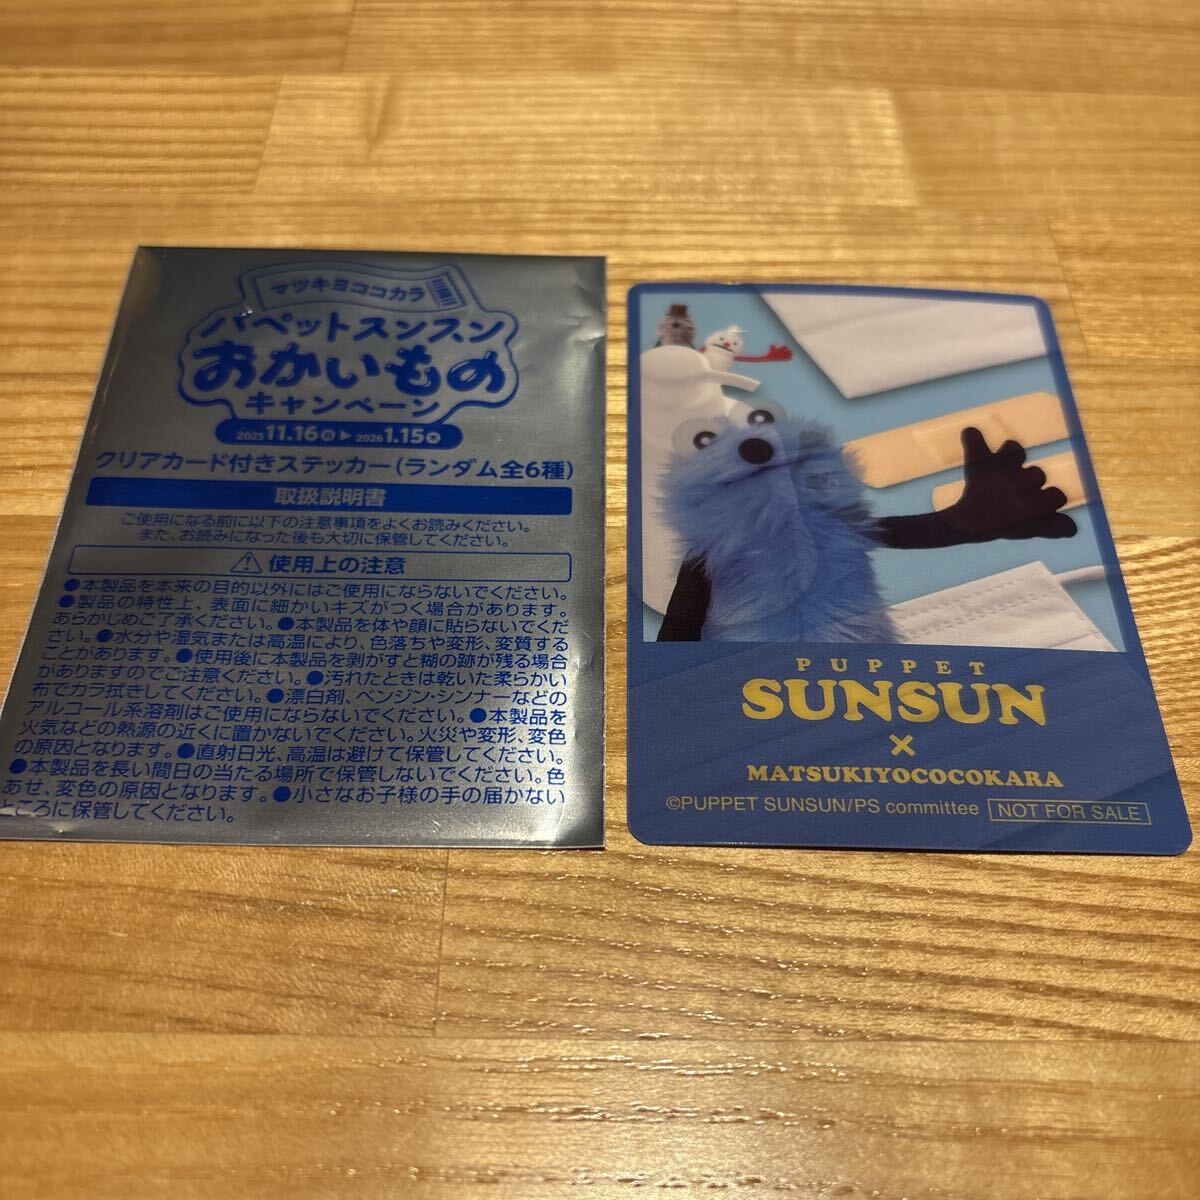 マツキヨココカラ
パペットスンスン
おかいもの
キャンペーン
2025 11.16㊐▶2026 1.15㊍
クリアカード付きステッカー(ランダム全6種)
取扱説明書
ご使用になる前に以下の注意事項をよくお読みください。
また、お読みになった後も大切に保管してください。
⚠ 使用上の注意
●本製品を本来の目的以外にはご使用にならないでください。
●製品の特性上、表面に細かいキズがつく場合があります。
あらかじめご了承ください。●本製品を体や顔に貼らないでくだ
さい。●水分や湿気または高温により、色落ちや変形、変質する
ことがあります。●使用後に本製品を剥がすと糊の跡が残る場合
がありますのでご注意ください。●汚れたときは乾いた柔らかい
布でカラ拭きしてください。●漂白剤、ベンジン・シンナーなどの
アルコール系溶剤はご使用にならないでください。●本製品を
火気などの熱源の近くに置かないでください。火災や変形、変色
の原因となります。●直射日光、高温は避けて保管してください。
●本製品を長い間日の当たる場所で保管しないでください。色
あせ、変色の原因となります。●小さなお子様の手の届かない
ところに保管してください。
PUPPET
SUNSUN
×
MATSUKIYOCOCOKARA
©PUPPET SUNSUN/PS committee NOT FOR SALE